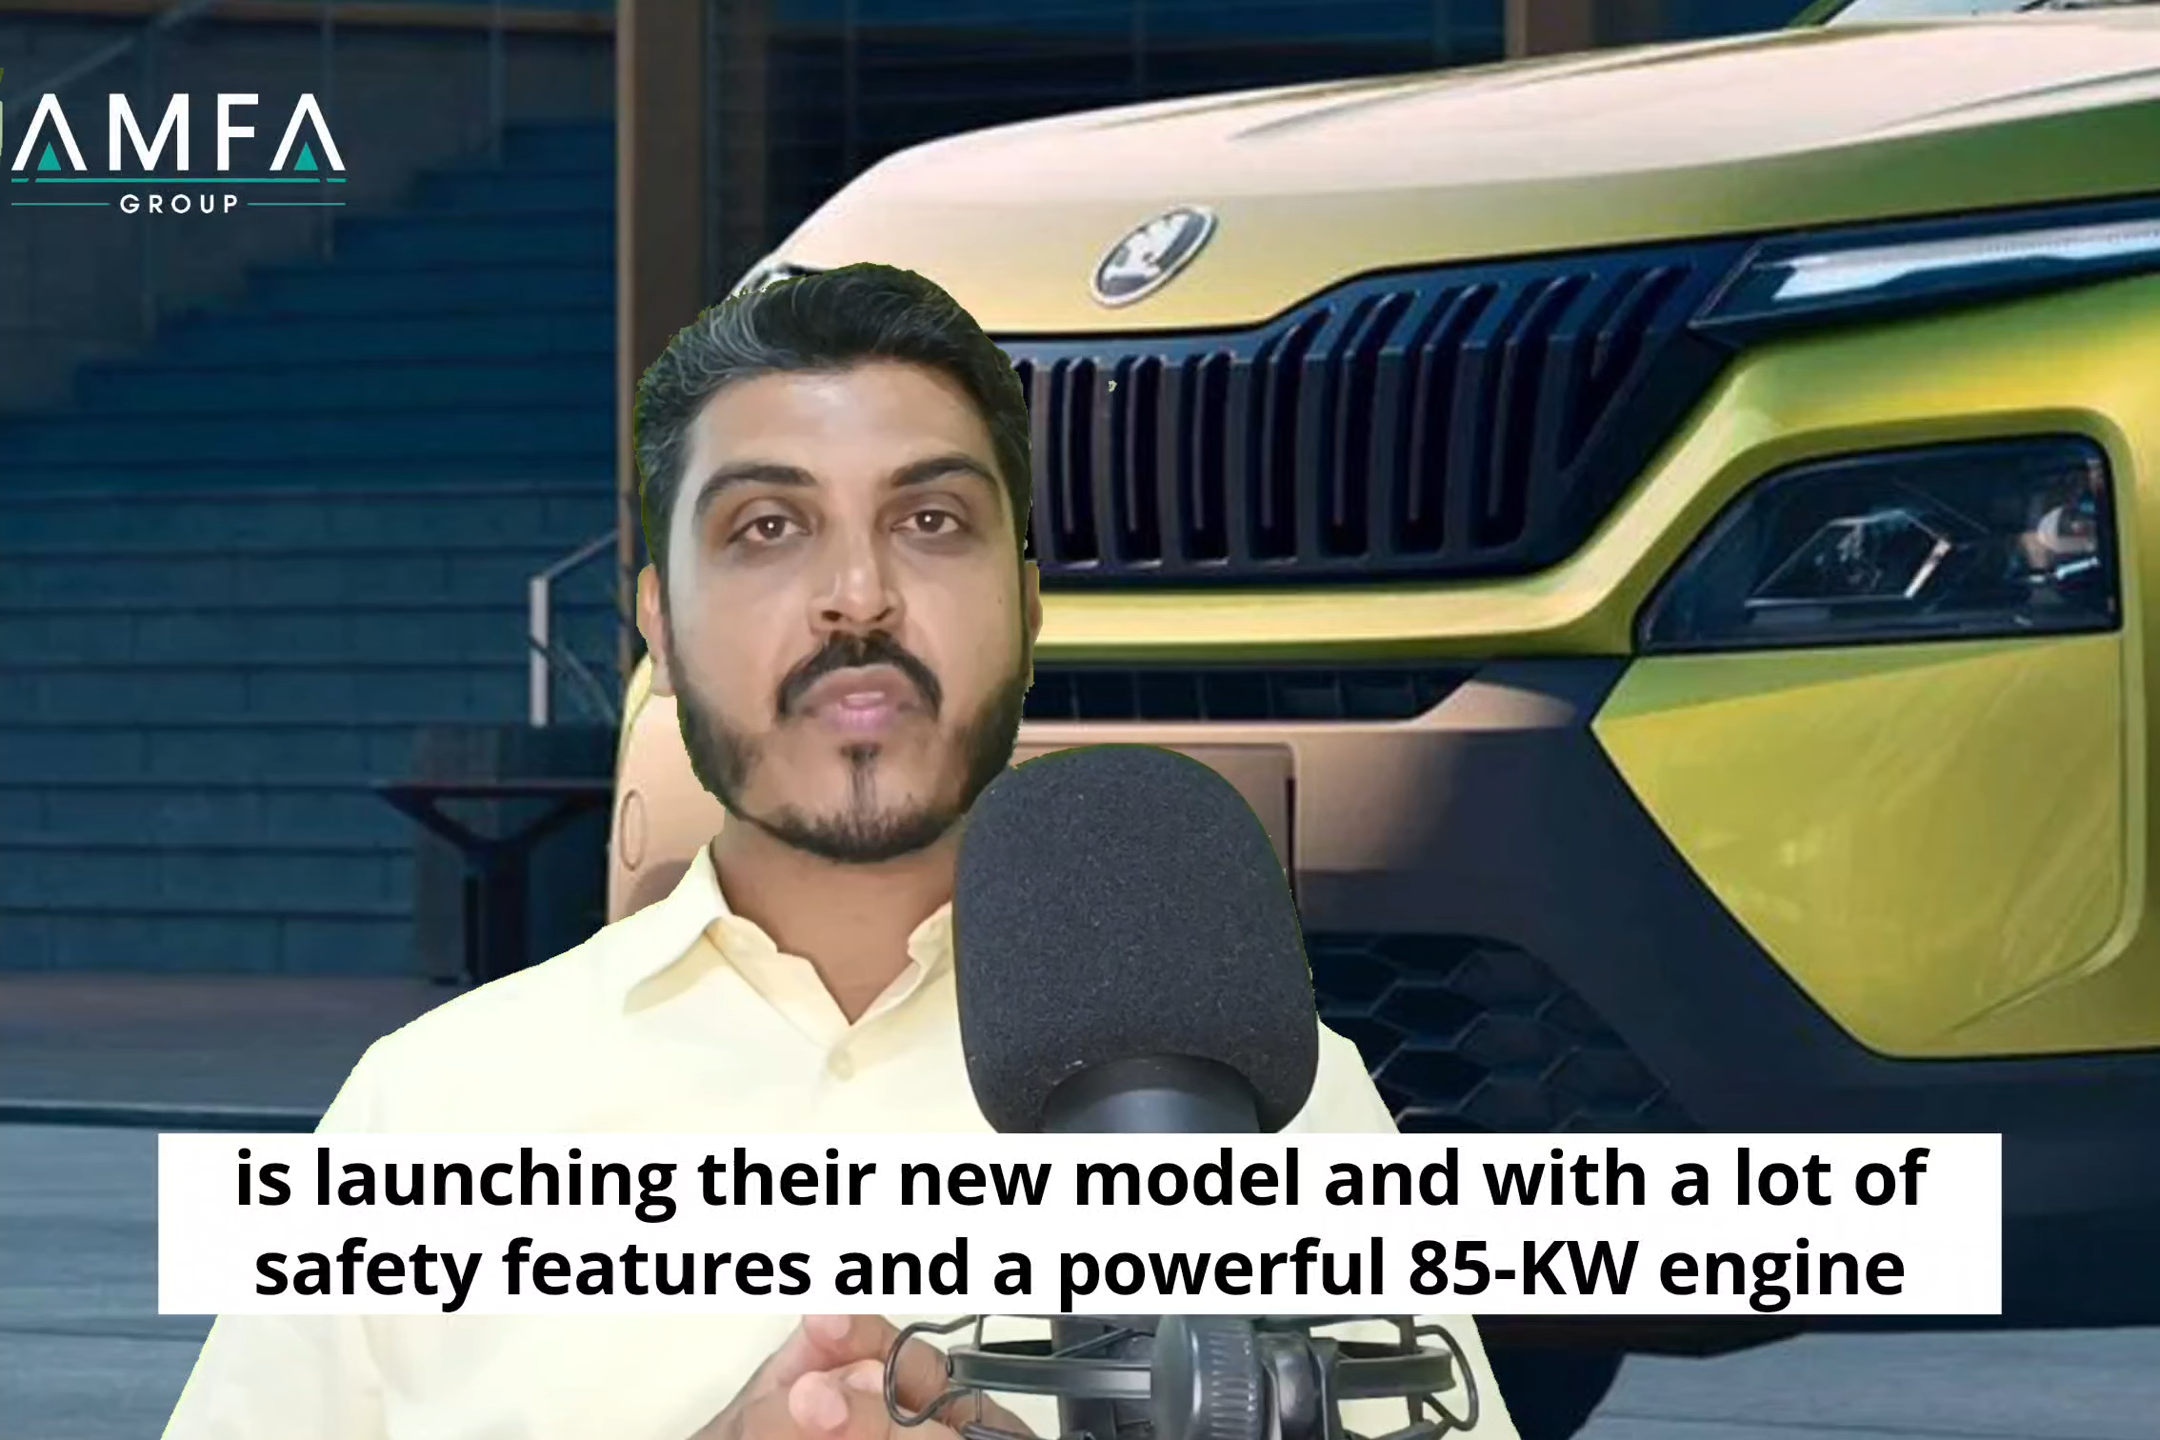 AMFA
GROUP
is launching their new model and with a lot of
safety features and a powerful 85-KW engine